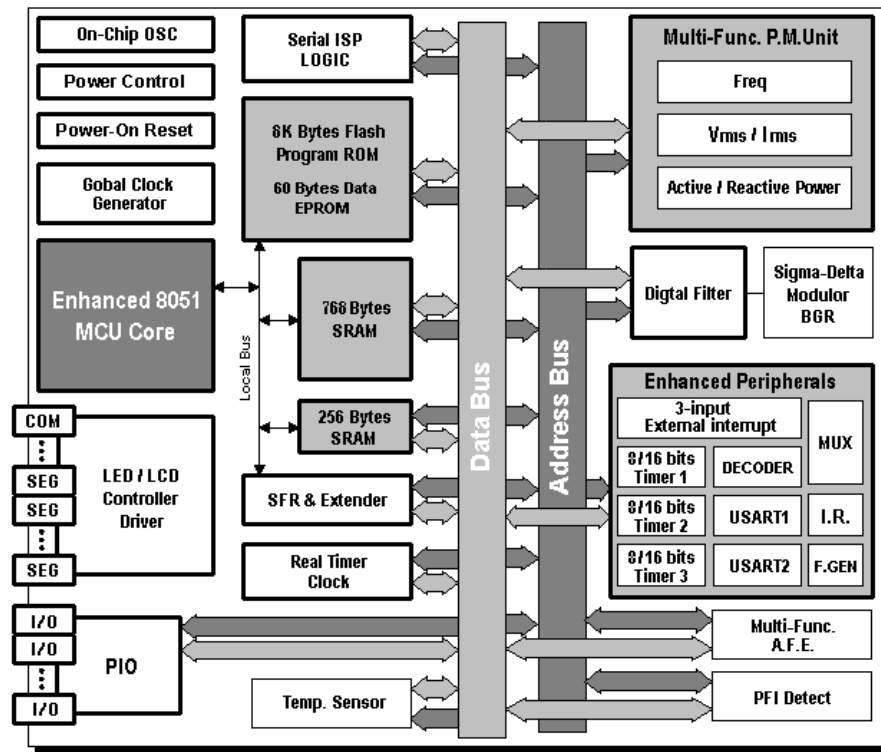 On-Chip OSC
Power Control
Power-On Reset
Gobal Clock
Generator
Enhanced 8051
MCU Core
COM
SEG
SEG
SEG
LED / LCD
Controller
Driver
I/O
I/O
I/O
PIO
Serial ISP
LOGIC
8K Bytes Flash
Program ROM
60 Bytes Data
EPROM
768 Bytes
SRAM
256 Bytes
SRAM
SFR & Extender
Real Timer
Clock
Temp. Sensor
Local Bus
Data Bus
Address Bus
Multi-Func. P.M.Unit
Freq
Vrms / Irms
Active / Reactive Power
Digtal Filter
Sigma-Delta
Modulor
BGR
Enhanced Peripherals
3-input
External interrupt
MUX
8/16 bits
Timer 1
DECODER
8/16 bits
Timer 2
USART1
I.R.
8/16 bits
Timer 3
USART2
F.GEN
Multi-Func.
A.F.E.
PFI Detect